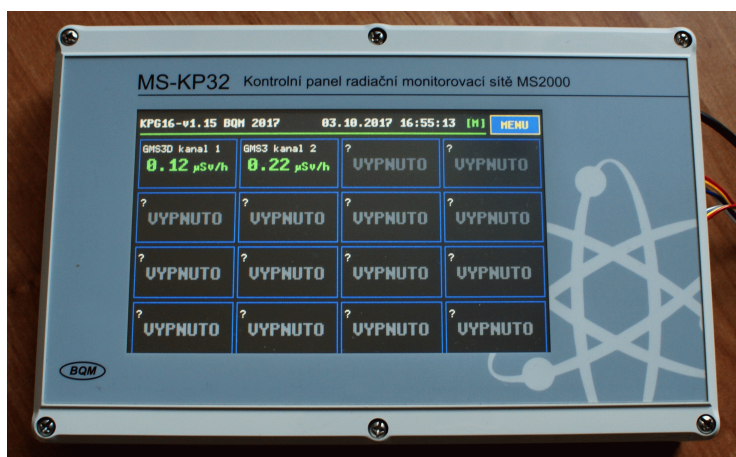 MS-KP32 Kontrolní panel radiační monitorovací sítě MS2000
KPG16-v1.15 BQM 2017 03.10.2017 16:55:13 [M] MENU
GMS3D kanal 1 GMS3 kanal 2 ? ?
0.12 µSv/h 0.22 µSv/h VYPNUTO VYPNUTO
? ? ? ?
VYPNUTO VYPNUTO VYPNUTO VYPNUTO
? ? ? ?
VYPNUTO VYPNUTO VYPNUTO VYPNUTO
? ? ? ?
VYPNUTO VYPNUTO VYPNUTO VYPNUTO
BQM